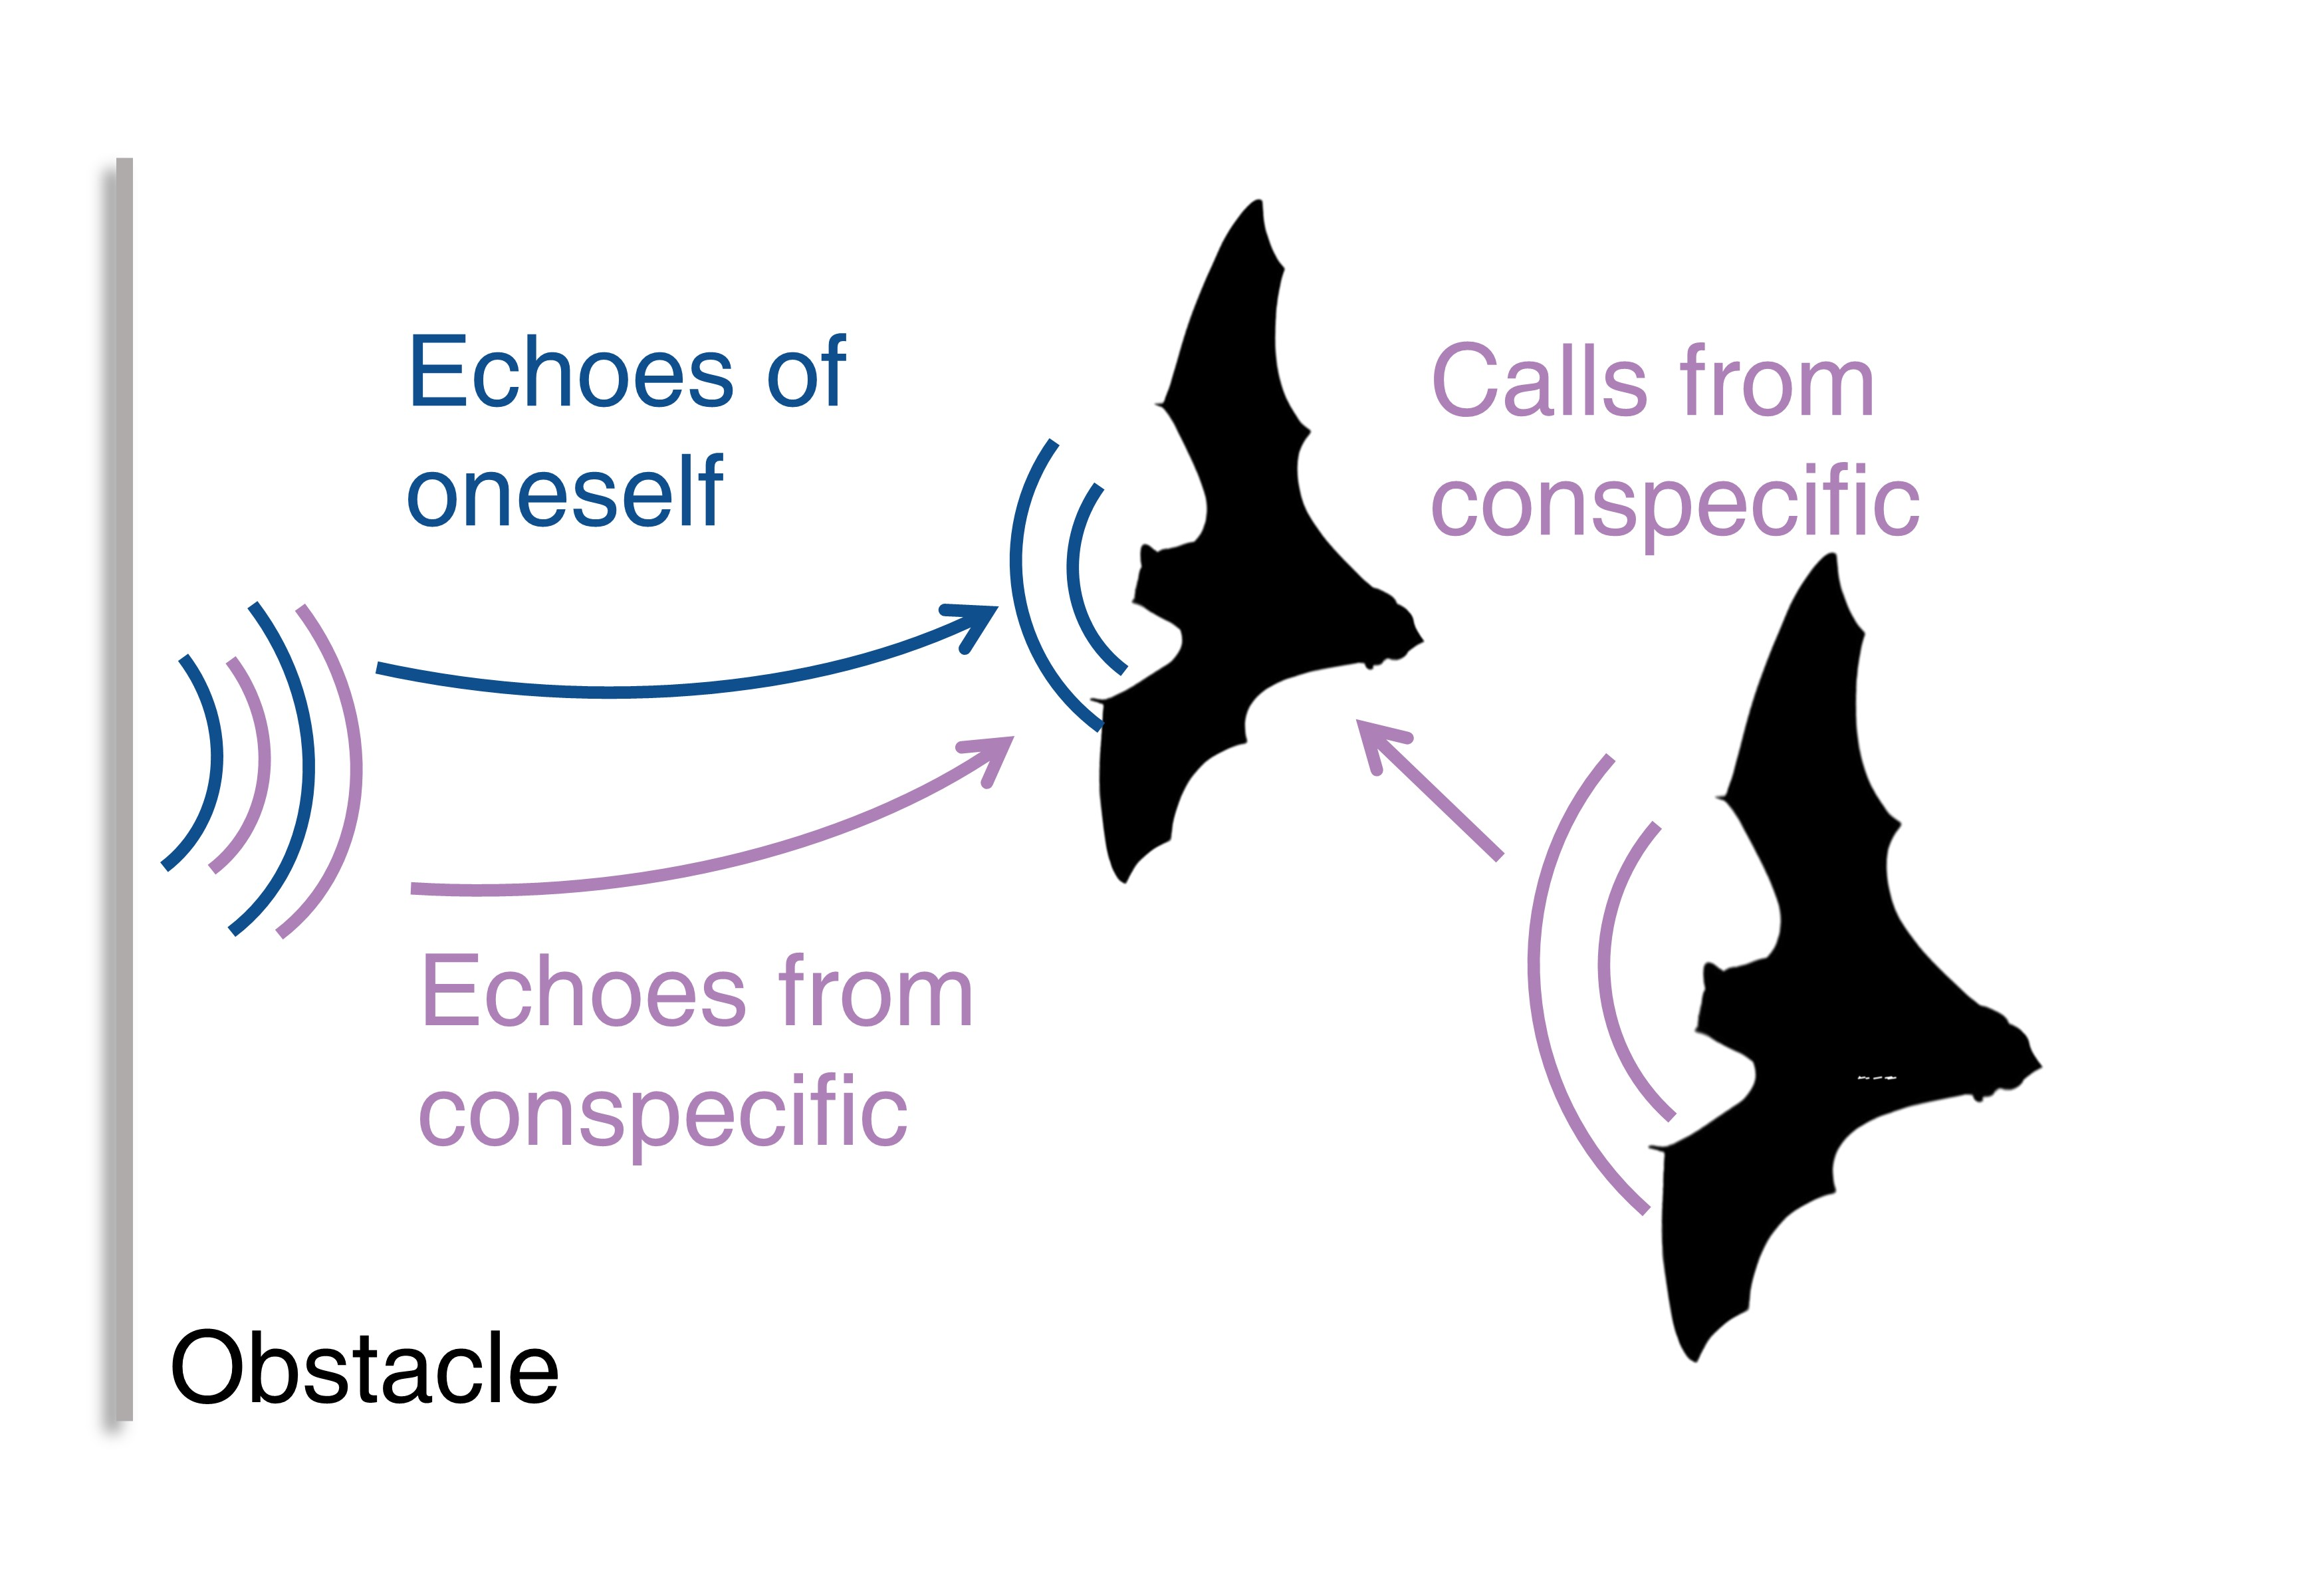 Echoes of
oneself
Calls from
conspecific
Echoes from
conspecific
Obstacle